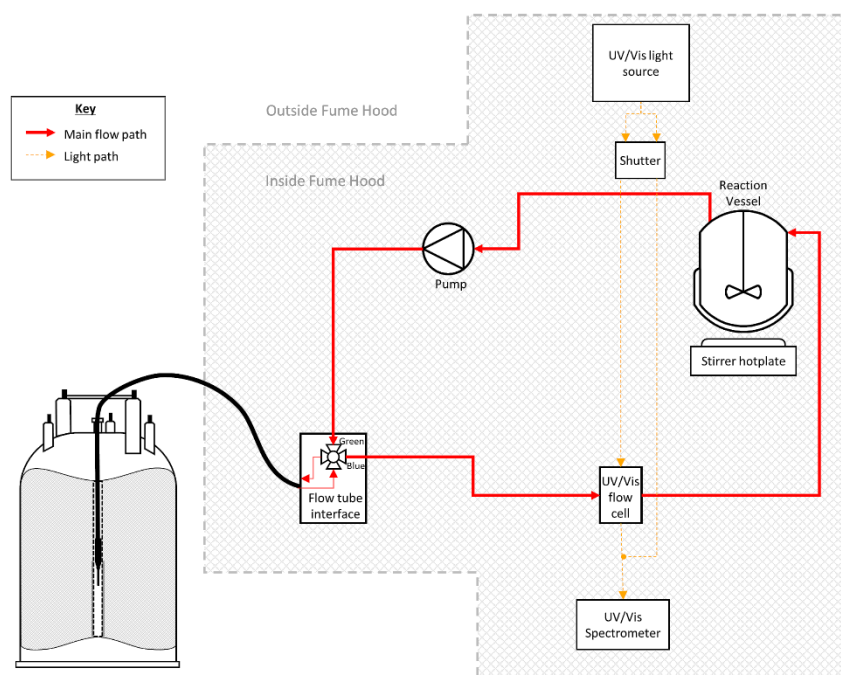 UV/Vis light
source
Key
Main flow path
Light path
Outside Fume Hood
Shutter
Inside Fume Hood
Reaction
Vessel
Pump
Stirrer hotplate
Green
Blue
Flow tube
interface
UV/Vis
flow
cell
UV/Vis
Spectrometer